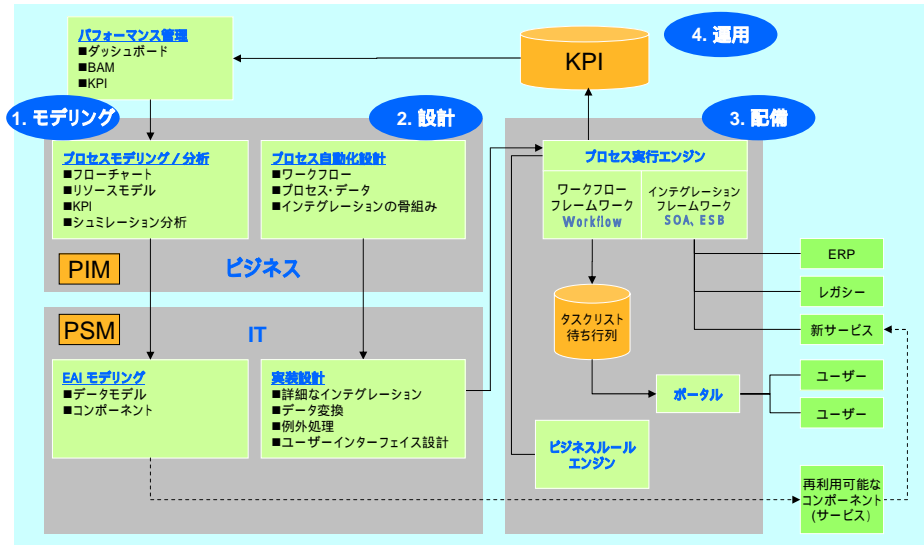 パフォーマンス管理
■ダッシュボード
■BAM
■KPI
KPI
4. 運用
1. モデリング
2. 設計
3. 配備
プロセスモデリング / 分析
■フローチャート
■リソースモデル
■KPI
■シュミレーション分析
プロセス自動化設計
■ワークフロー
■プロセス・データ
■インテグレーションの骨組み
PIM
ビジネス
PSM
IT
EAI モデリング
■データモデル
■コンポーネント
実装設計
■詳細なインテグレーション
■データ変換
■例外処理
■ユーザーインターフェイス設計
プロセス実行エンジン
ワークフロー
フレームワーク
Workflow
インテグレーション
フレームワーク
SOA、ESB
タスクリスト
待ち行列
ポータル
ビジネスルール
エンジン
ERP
レガシー
新サービス
ユーザー
ユーザー
再利用可能な
コンポーネント
(サービス)